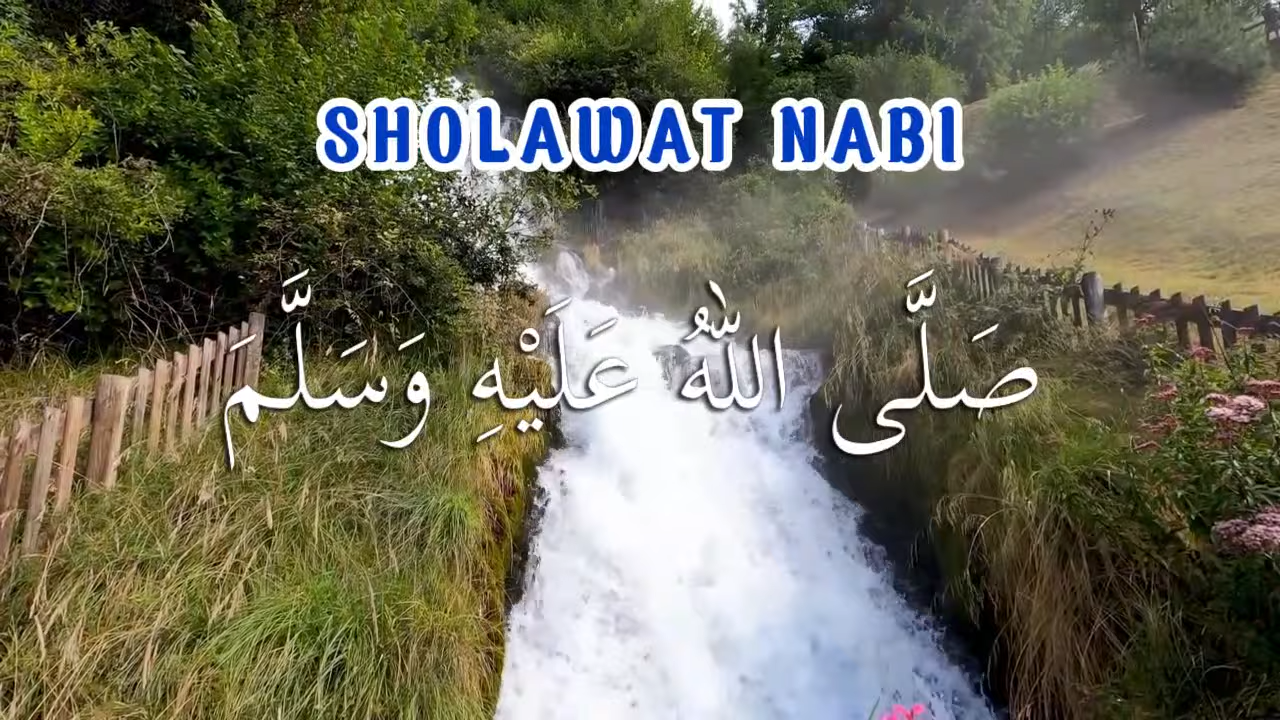 SHOLAWAT NABI
صَلَّى اللّٰهُ عَلَيْهِ وَسَلَّمَ